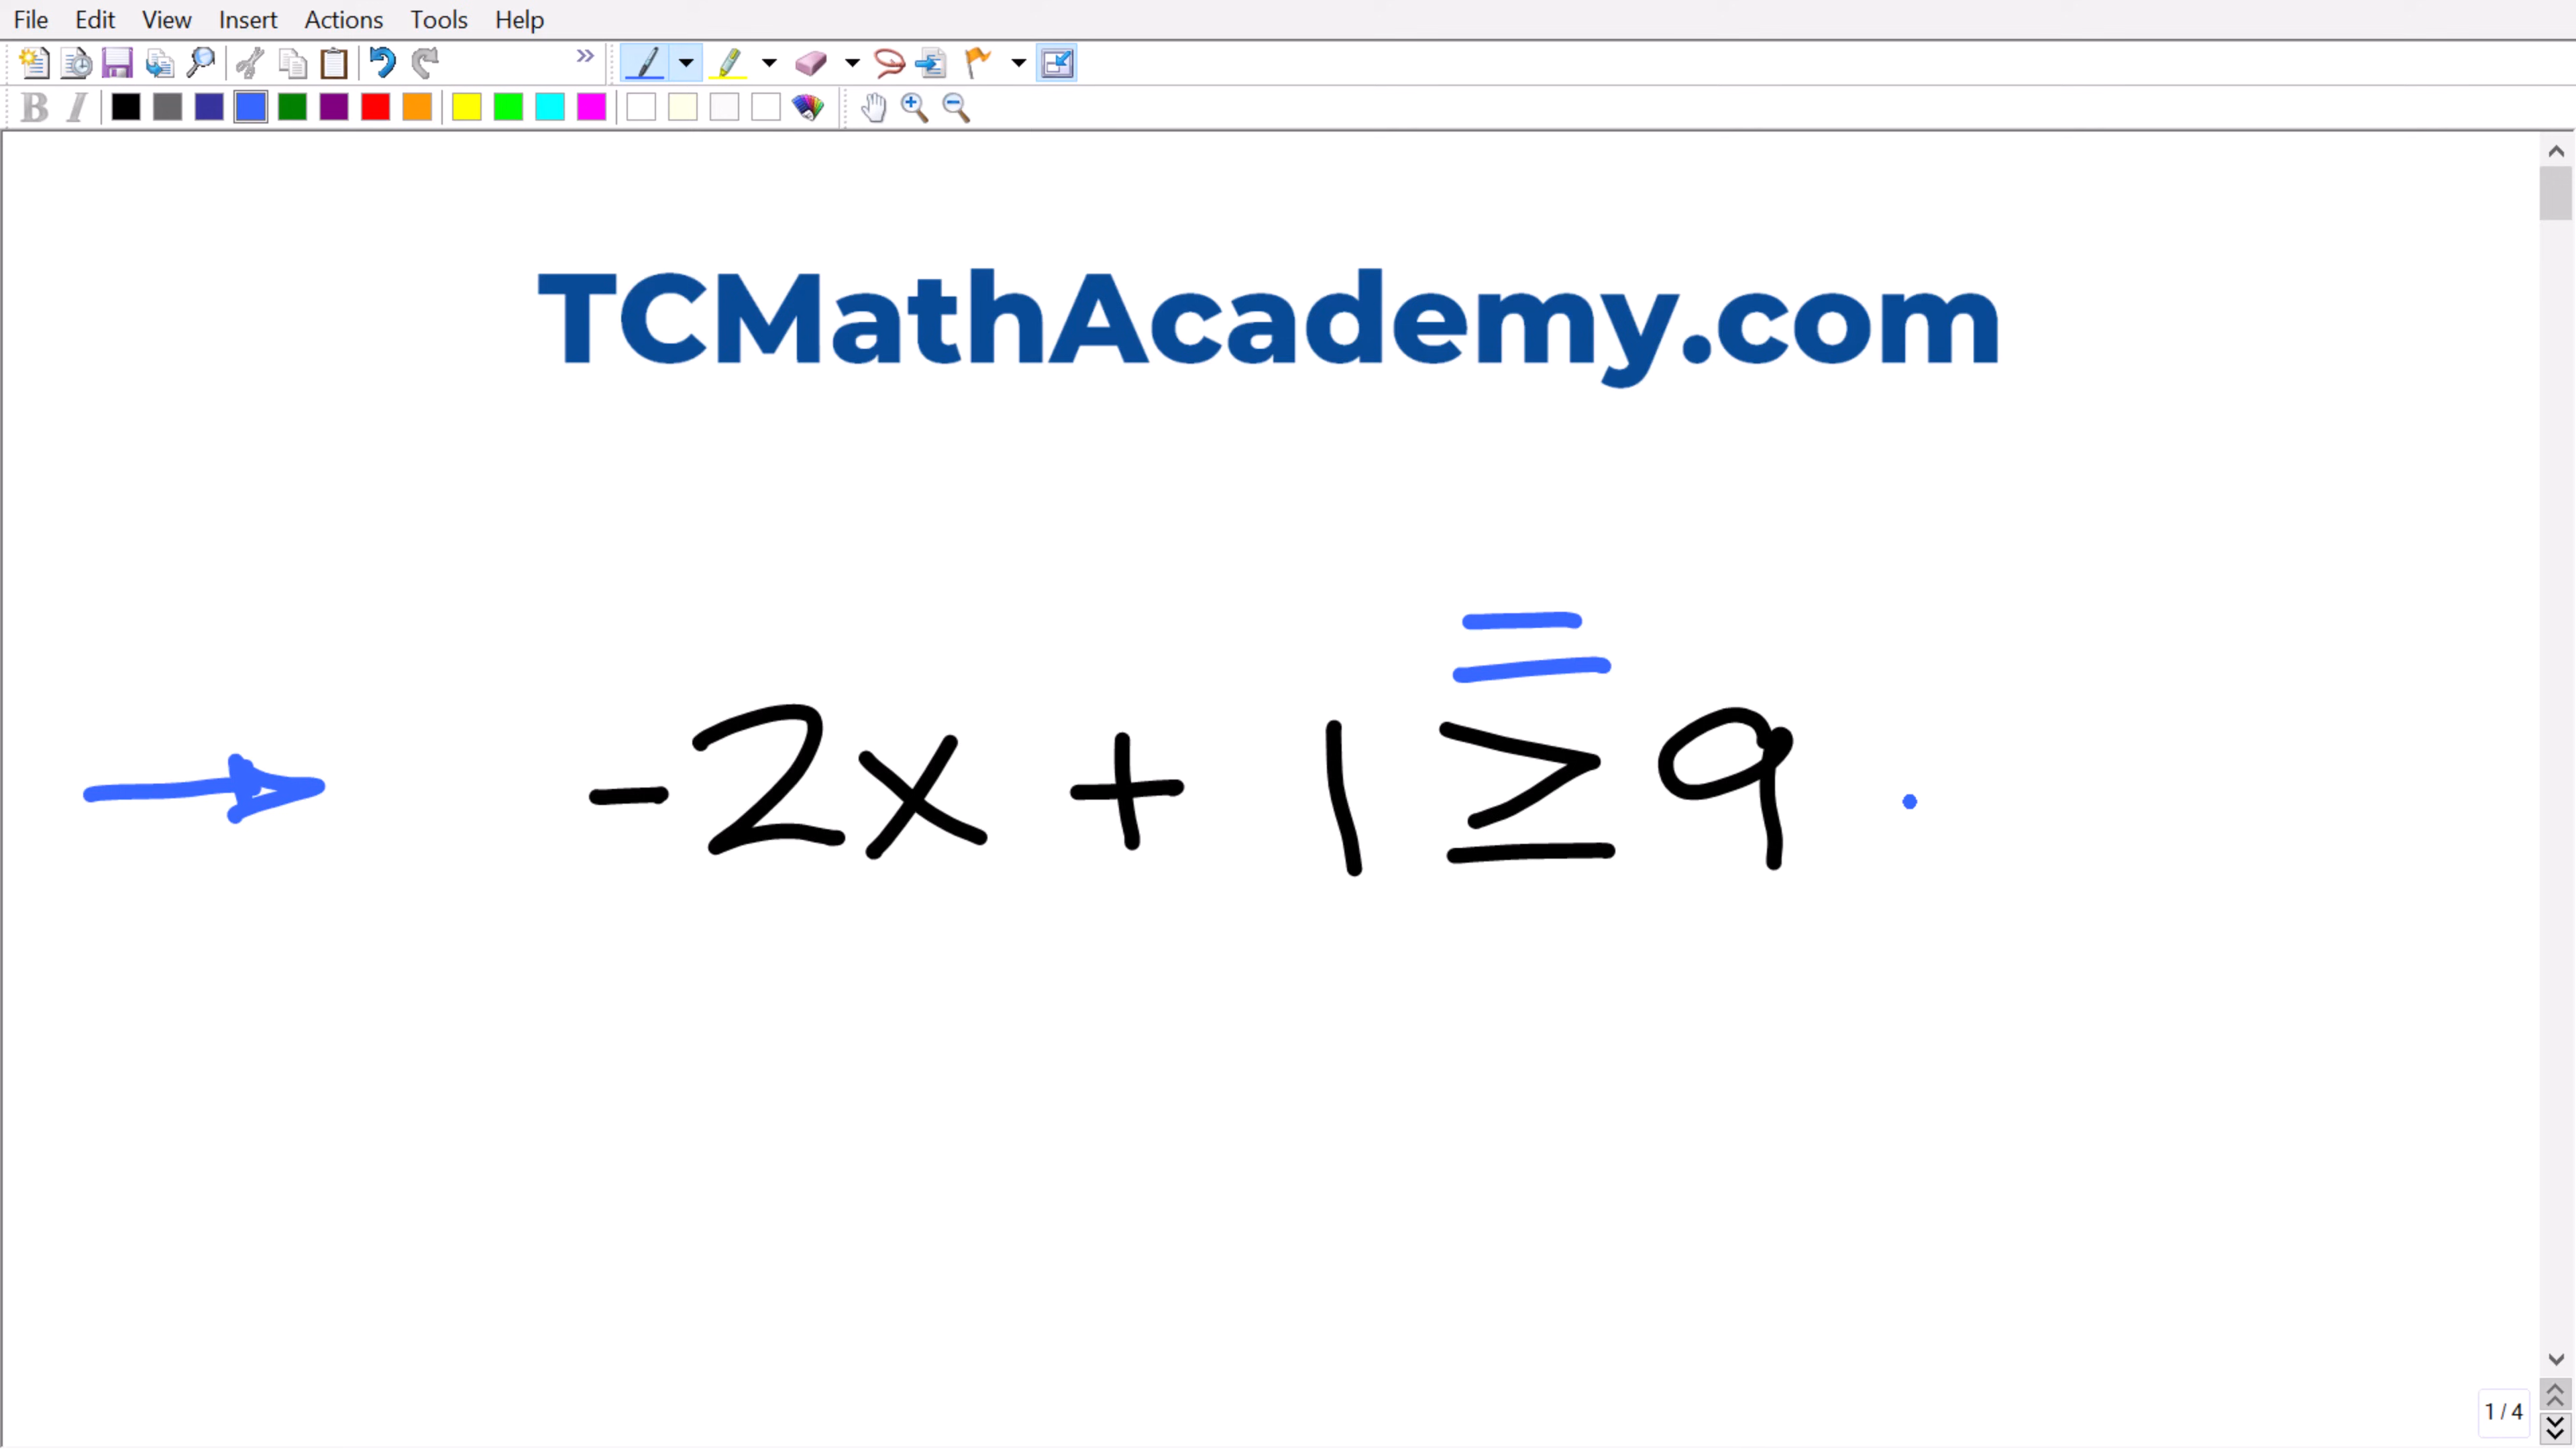 File Edit View Insert Actions Tools Help
B I
TCMathAcademy.com
=
-2x + 1 ≥ 9
1 / 4